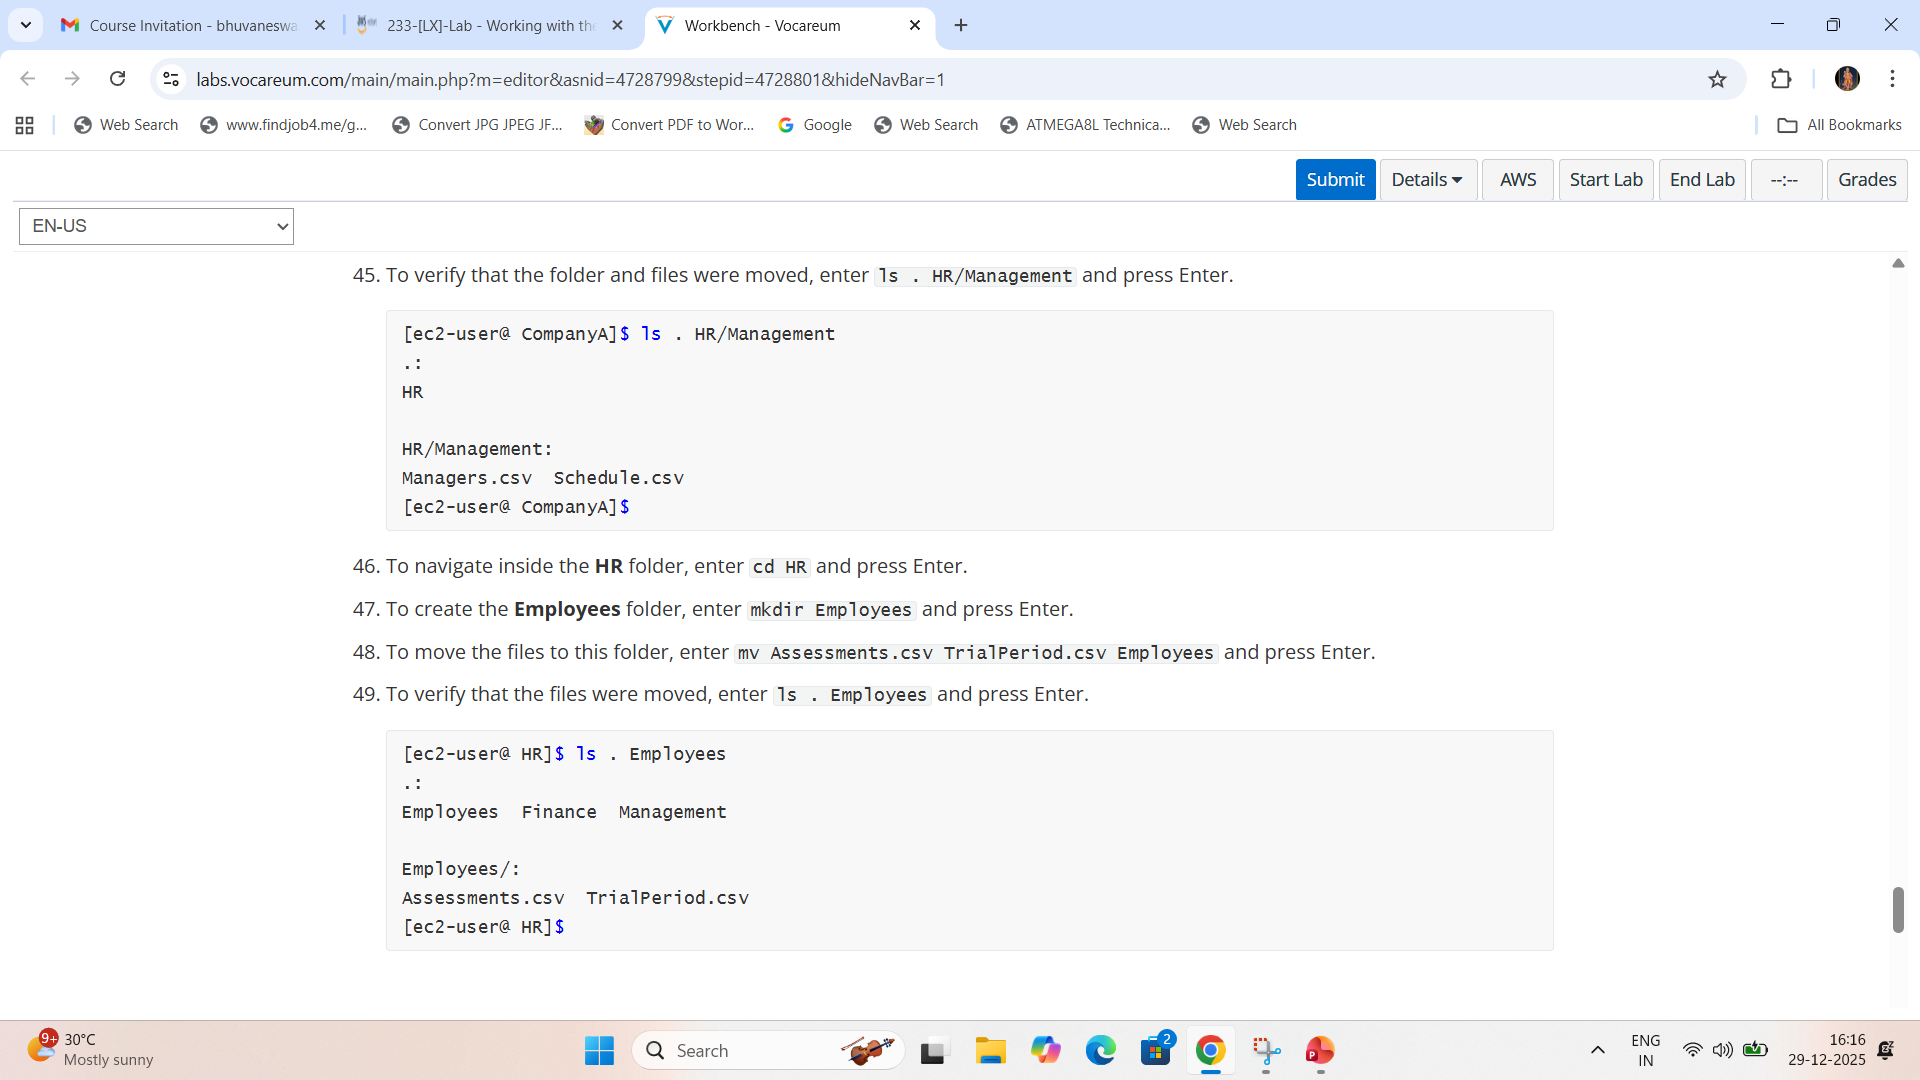 Course Invitation - bhuvaneswa
233-[LX]-Lab - Working with the
Workbench - Vocareum
labs.vocareum.com/main/main.php?m=editor&asnid=4728799&stepid=4728801&hideNavBar=1
Web Search
www.findjob4.me/g...
Convert JPG JPEG JF...
Convert PDF to Wor...
Google
Web Search
ATMEGA8L Technica...
Web Search
All Bookmarks
Submit
Details
AWS
Start Lab
End Lab
--:--
Grades
EN-US
45. To verify that the folder and files were moved, enter ls . HR/Management and press Enter.
[ec2-user@ CompanyA]$ ls . HR/Management
.:
HR
HR/Management:
Managers.csv  Schedule.csv
[ec2-user@ CompanyA]$
46. To navigate inside the HR folder, enter cd HR and press Enter.
47. To create the Employees folder, enter mkdir Employees and press Enter.
48. To move the files to this folder, enter mv Assessments.csv TrialPeriod.csv Employees and press Enter.
49. To verify that the files were moved, enter ls . Employees and press Enter.
[ec2-user@ HR]$ ls . Employees
.:
Employees  Finance  Management
Employees/:
Assessments.csv  TrialPeriod.csv
[ec2-user@ HR]$
9+
30°C
Mostly sunny
Search
2
ENG
IN
16:16
29-12-2025